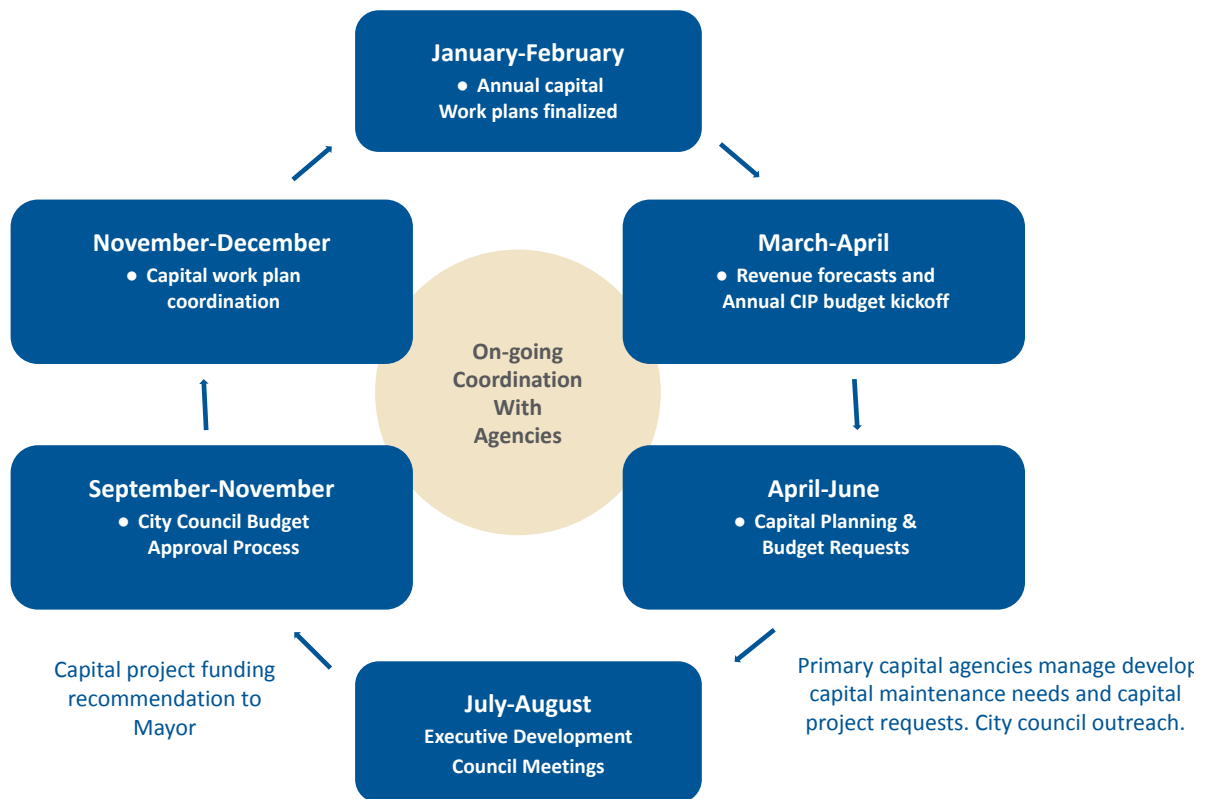 January-February
● Annual capital
Work plans finalized
November-December
● Capital work plan
coordination
March-April
● Revenue forecasts and
Annual CIP budget kickoff
On-going
Coordination
With
Agencies
September-November
● City Council Budget
Approval Process
April-June
● Capital Planning &
Budget Requests
Capital project funding
recommendation to
Mayor
July-August
Executive Development
Council Meetings
Primary capital agencies manage develop
capital maintenance needs and capital
project requests. City council outreach.